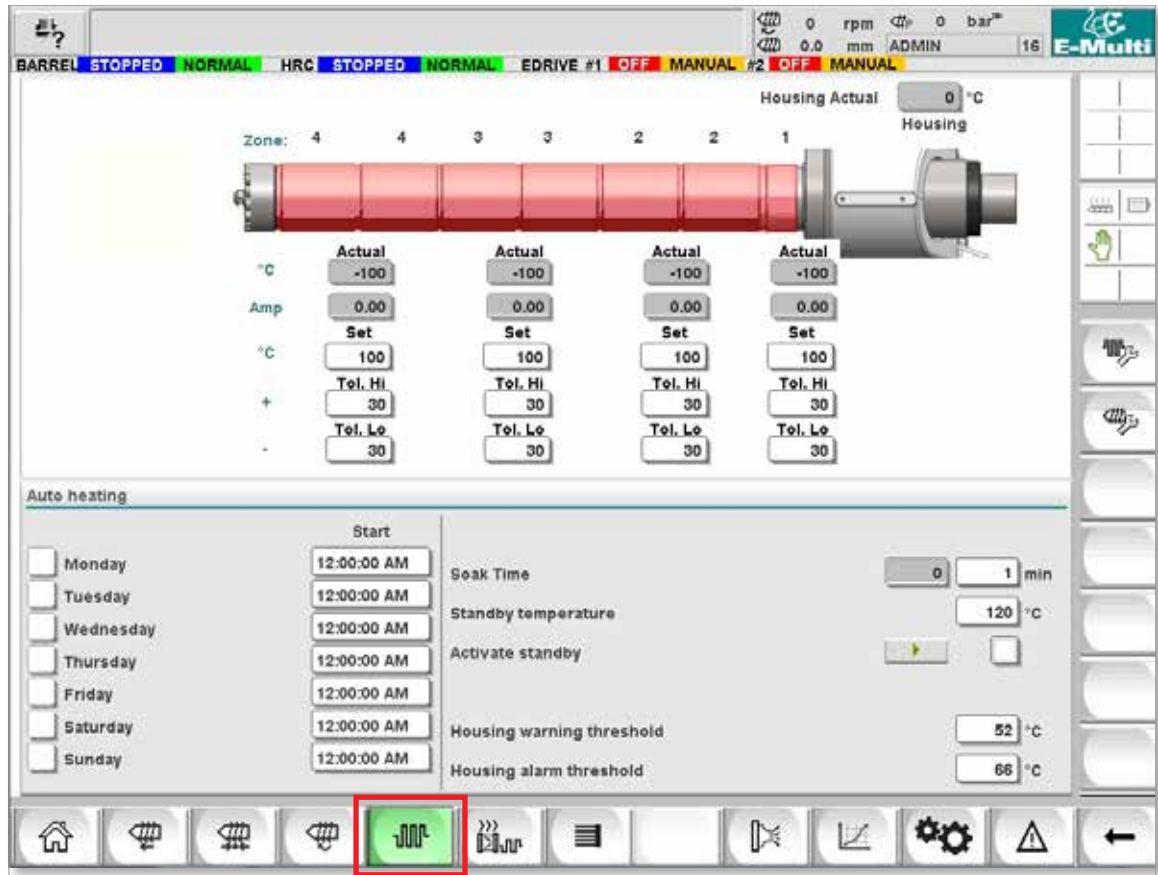 ?
0 rpm 0 bar
0.0 mm ADMIN 16 E-Multi
BARREL STOPPED NORMAL HRC STOPPED NORMAL EDRIVE #1 OFF MANUAL #2 OFF MANUAL
Housing Actual 0 °C
Housing
Zone: 4 4 3 3 2 2 1
Actual Actual Actual Actual
°C -100 -100 -100 -100
Amp 0.00 0.00 0.00 0.00
Set Set Set Set
°C 100 100 100 100
Tol. Hi Tol. Hi Tol. Hi Tol. Hi
+ 30 30 30 30
Tol. Lo Tol. Lo Tol. Lo Tol. Lo
- 30 30 30 30
Auto heating
Start
Monday 12:00:00 AM
Tuesday 12:00:00 AM
Wednesday 12:00:00 AM
Thursday 12:00:00 AM
Friday 12:00:00 AM
Saturday 12:00:00 AM
Sunday 12:00:00 AM
Soak Time 0 1 min
Standby temperature 120 °C
Activate standby
Housing warning threshold 52 °C
Housing alarm threshold 66 °C